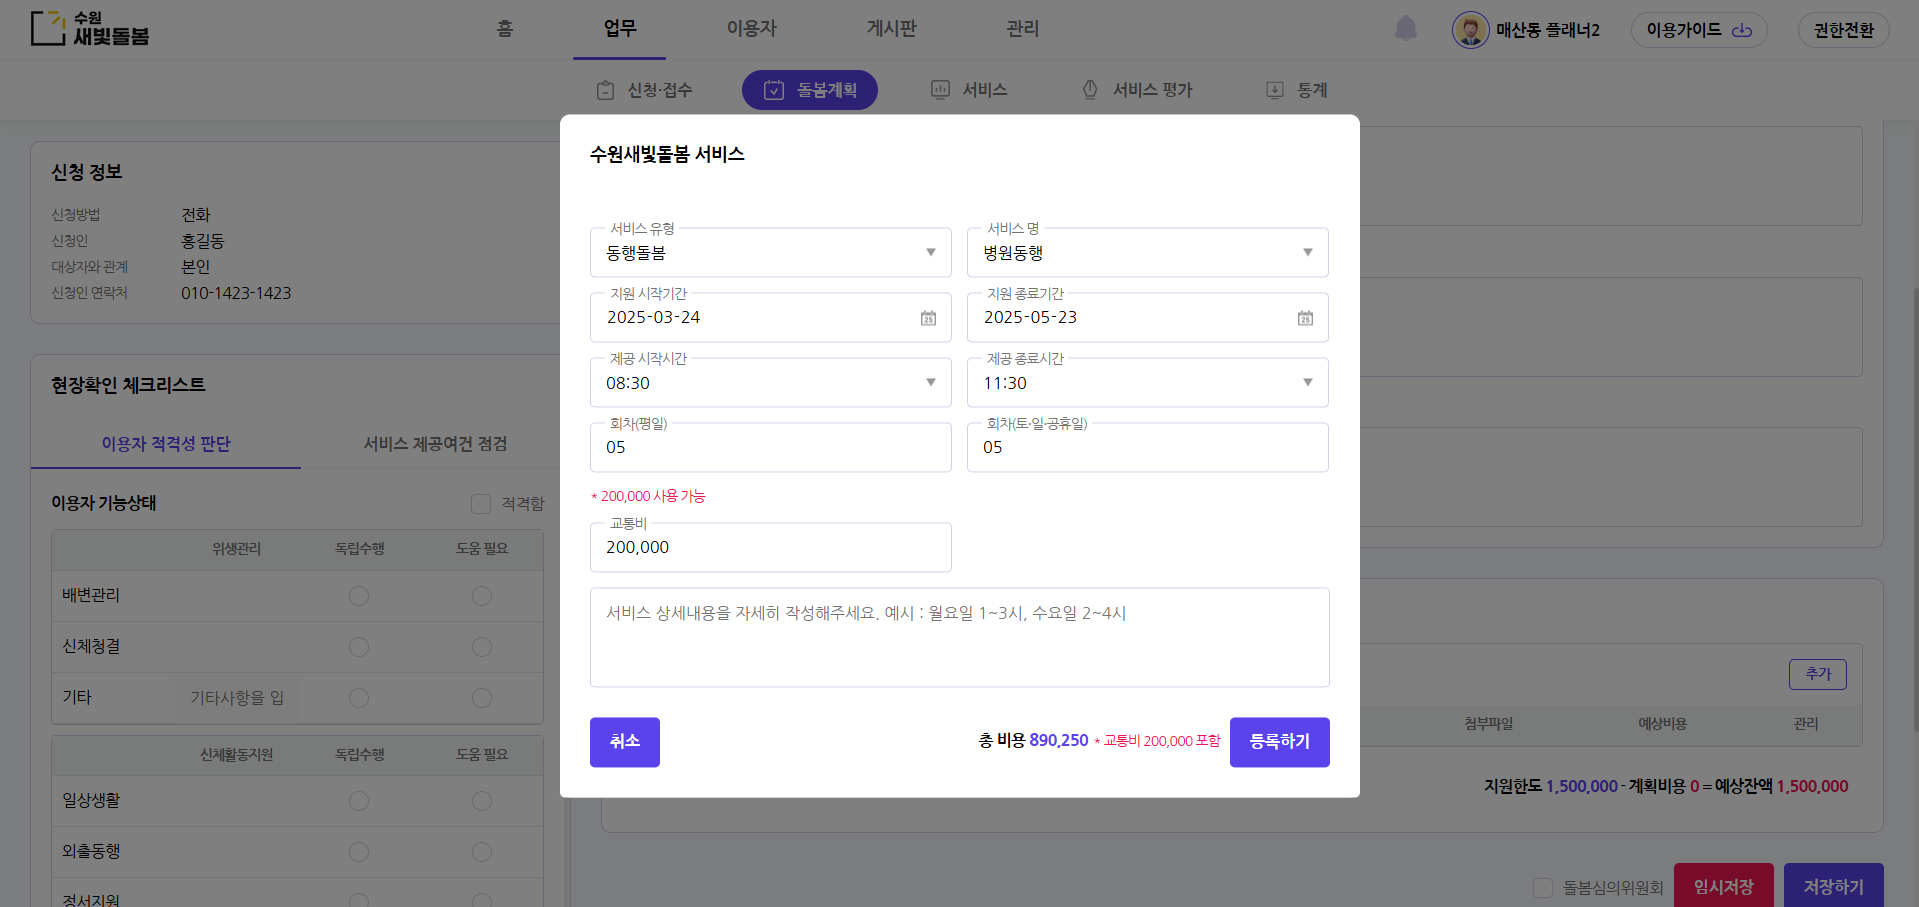 수원
새빛돌봄
홈
업무
이용자
게시판
관리
매산동 플래너2
이용가이드
권한전환
신청·접수
돌봄계획
서비스
서비스 평가
통계
신청 정보
신청방법 전화
신청인 홍길동
대상자와 관계 본인
신청인 연락처 010-1423-1423
현장확인 체크리스트
이용자 적격성 판단
서비스 제공여건 점검
이용자 기능상태
적격함
위생관리 독립수행 도움 필요
배변관리
신체청결
기타 기타사항을 입
신체활동지원 독립수행 도움 필요
일상생활
외출동행
정서지원
수원새빛돌봄 서비스
서비스 유형
동행돌봄
서비스 명
병원동행
지원 시작기간
2025-03-24
지원 종료기간
2025-05-23
제공 시작시간
08:30
제공 종료시간
11:30
회차(평일)
05
회차(토·일·공휴일)
05
* 200,000 사용 가능
교통비
200,000
서비스 상세내용을 자세히 작성해주세요. 예시 : 월요일 1~3시, 수요일 2~4시
취소
총 비용 890,250 * 교통비 200,000 포함
등록하기
추가
첨부파일 예상비용 관리
지원한도 1,500,000 - 계획비용 0 = 예상잔액 1,500,000
돌봄심의위원회
임시저장
저장하기